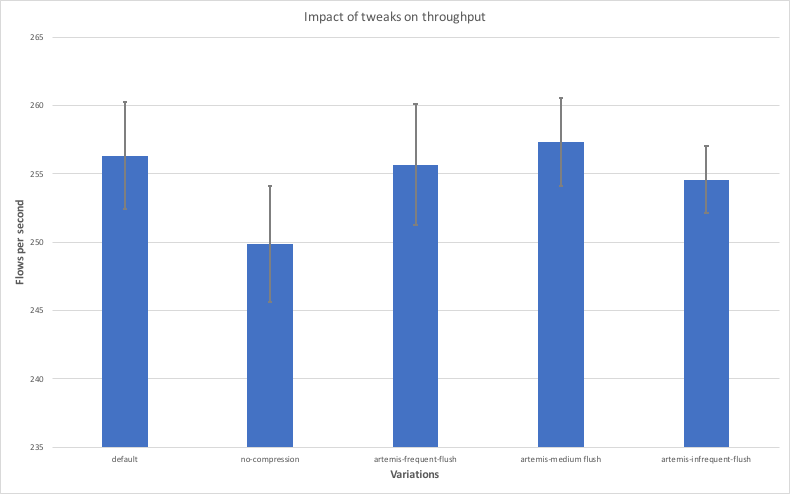 Impact of tweaks on throughput
265
260
255
250
245
240
235
Flows per second
default no-compression artemis-frequent-flush artemis-medium flush artemis-infrequent-flush
Variations